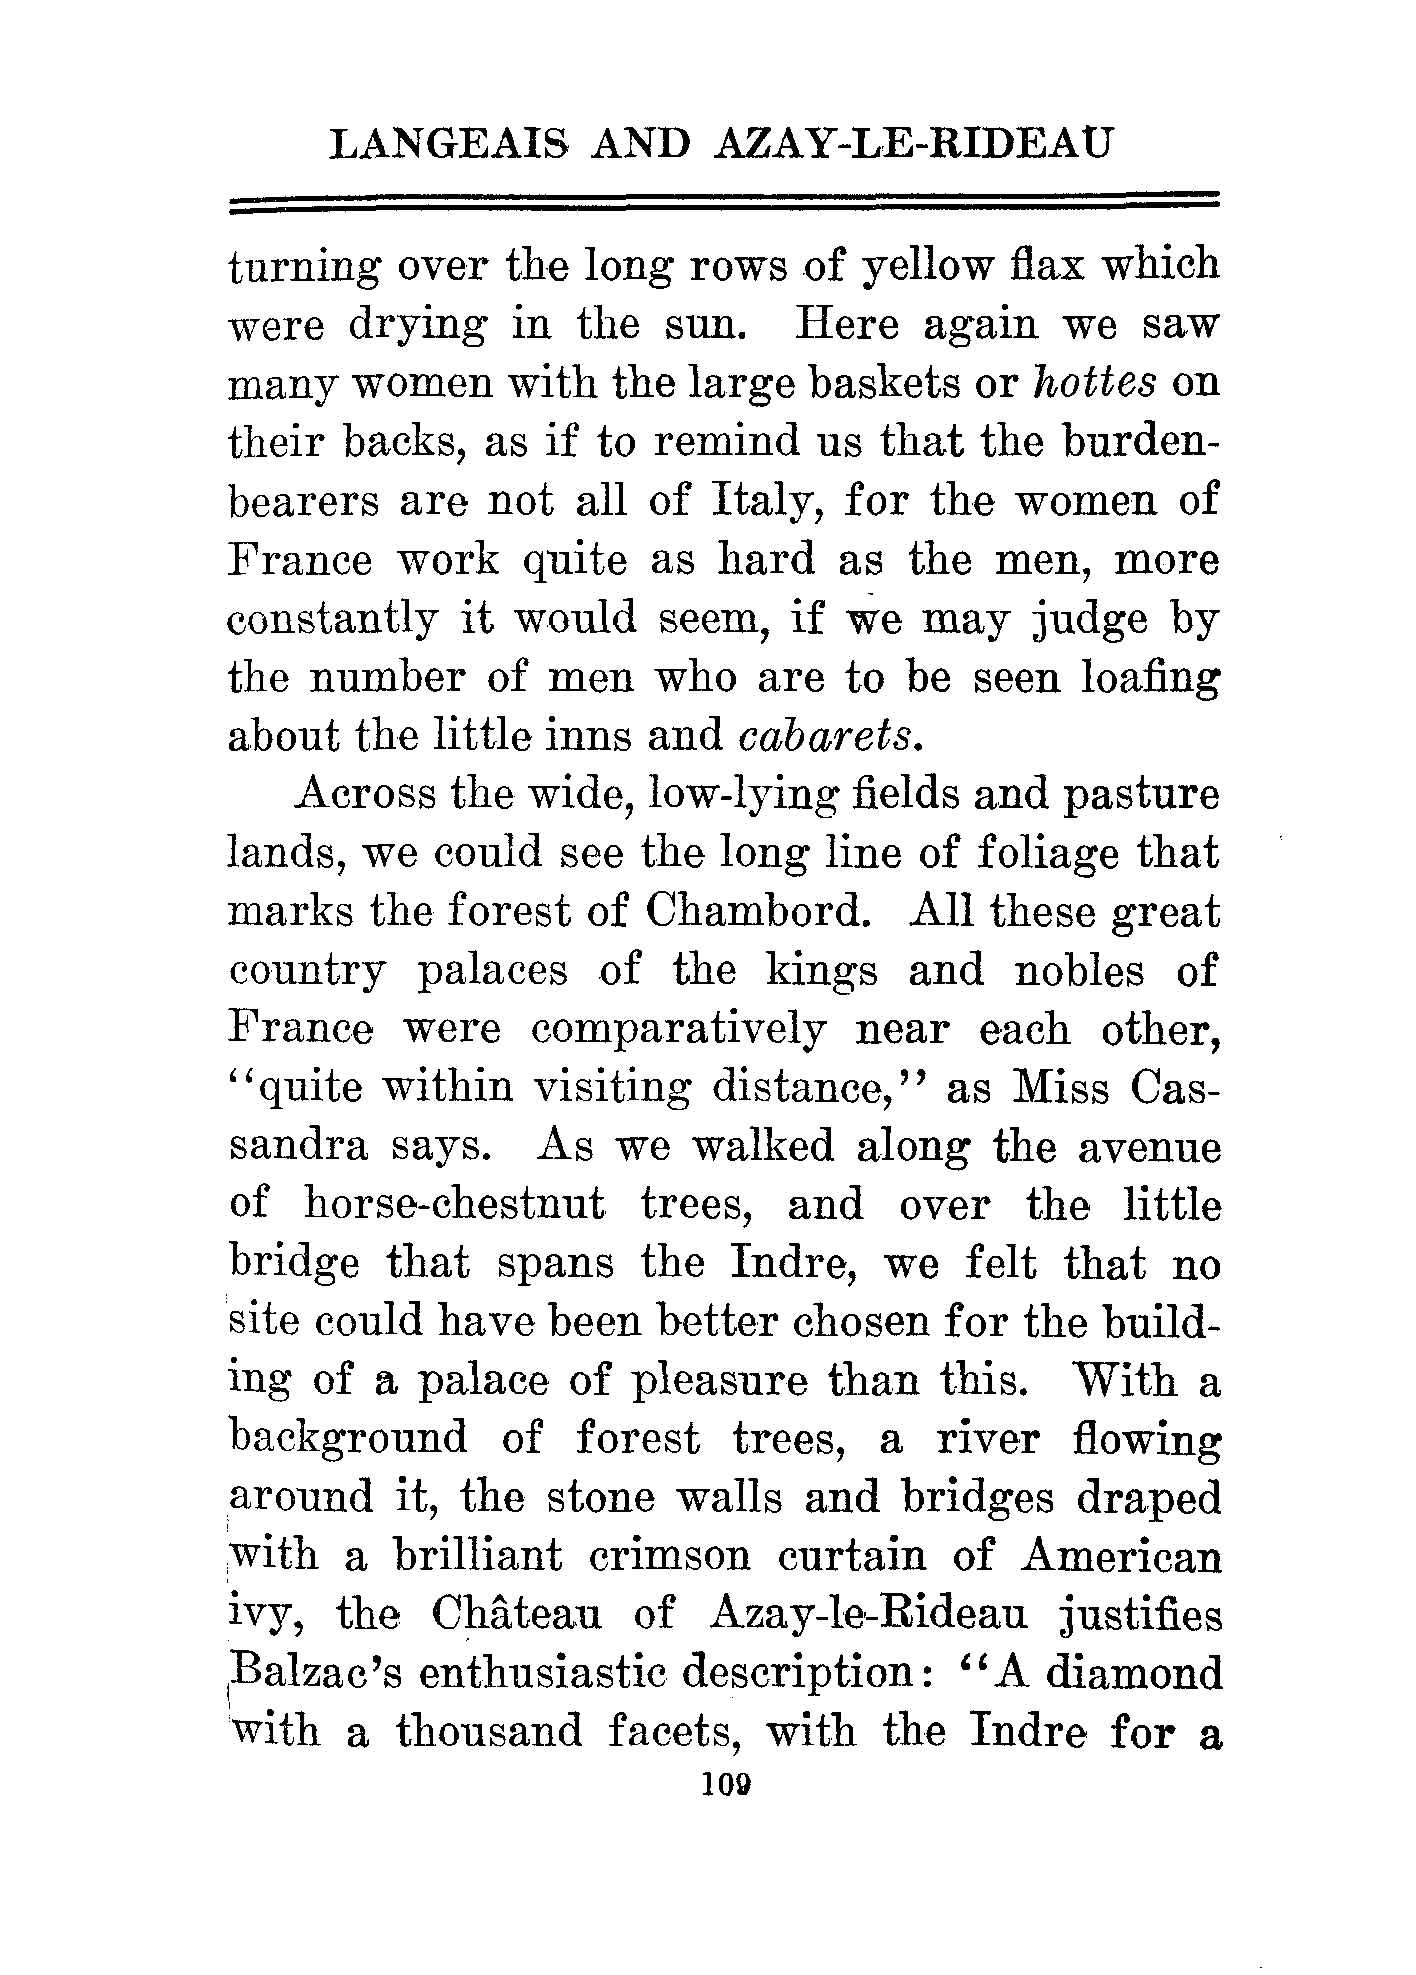 LANGEAIS AND AZAY-LE-RIDEAU
turning over the long rows of yellow flax which
were drying in the sun. Here again we saw
many women with the large baskets or hottes on
their backs, as if to remind us that the burden-
bearers are not all of Italy, for the women of
France work quite as hard as the men, more
constantly it would seem, if we may judge by
the number of men who are to be seen loafing
about the little inns and cabarets.
Across the wide, low-lying fields and pasture
lands, we could see the long line of foliage that
marks the forest of Chambord. All these great
country palaces of the kings and nobles of
France were comparatively near each other,
‘‘quite within visiting distance,’’ as Miss Cas-
sandra says. As we walked along the avenue
of horse-chestnut trees, and over the little
bridge that spans the Indre, we felt that no
site could have been better chosen for the build-
ing of a palace of pleasure than this. With a
background of forest trees, a river flowing
around it, the stone walls and bridges draped
with a brilliant crimson curtain of American
ivy, the Château of Azay-le-Rideau justifies
Balzac’s enthusiastic description: ‘‘A diamond
with a thousand facets, with the Indre for a
109